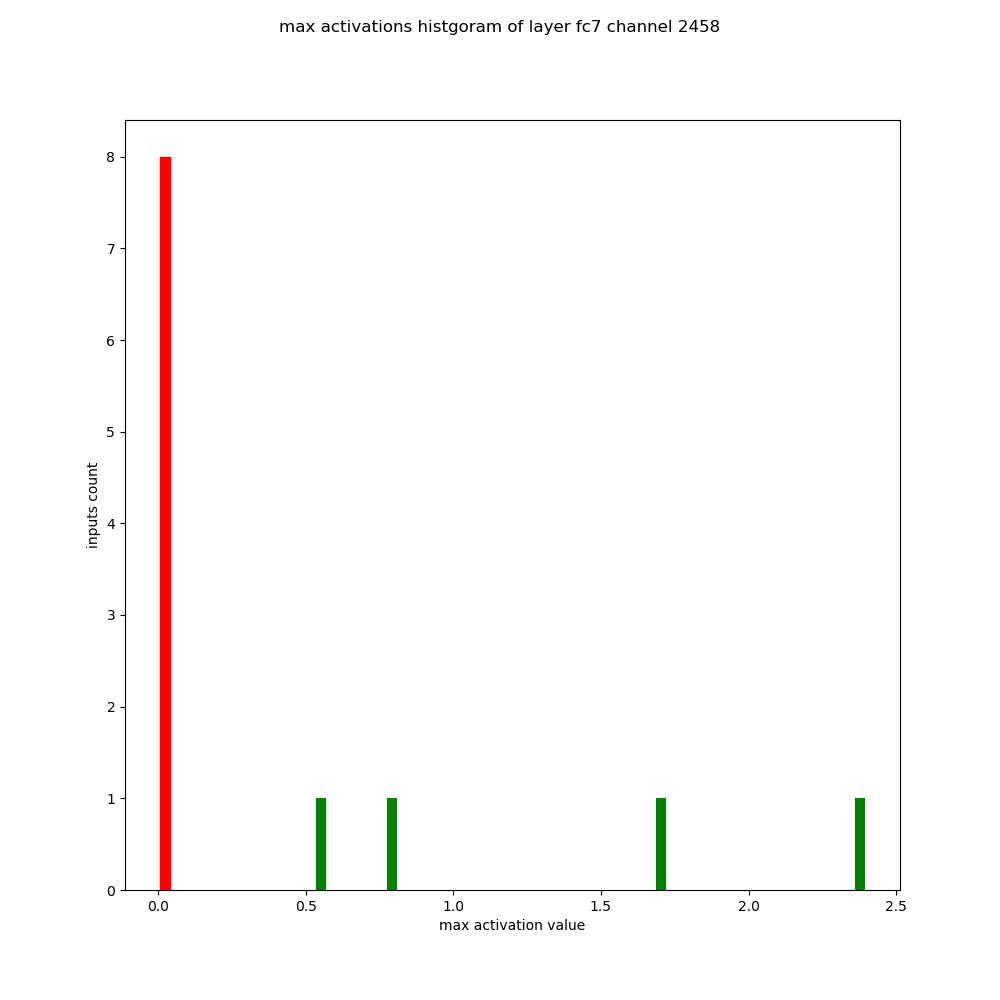 max activations histgoram of layer fc7 channel 2458
8
7
6
5
4
3
2
1
0
inputs count
0.0 0.5 1.0 1.5 2.0 2.5
max activation value